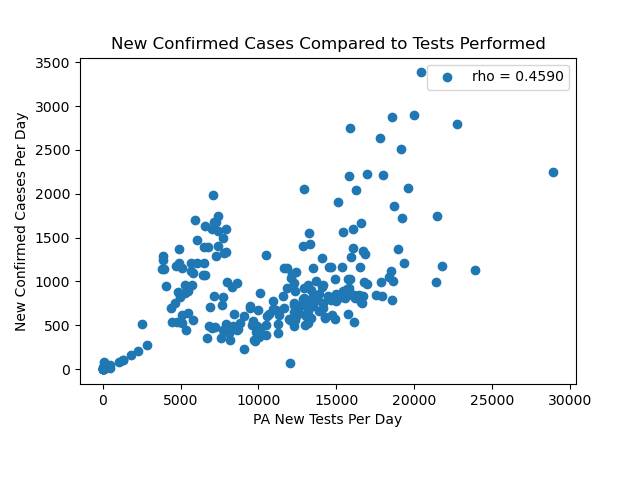 New Confirmed Cases Compared to Tests Performed
rho = 0.4590
New Confirmed Caeses Per Day
3500
3000
2500
2000
1500
1000
500
0
0 5000 10000 15000 20000 25000 30000
PA New Tests Per Day